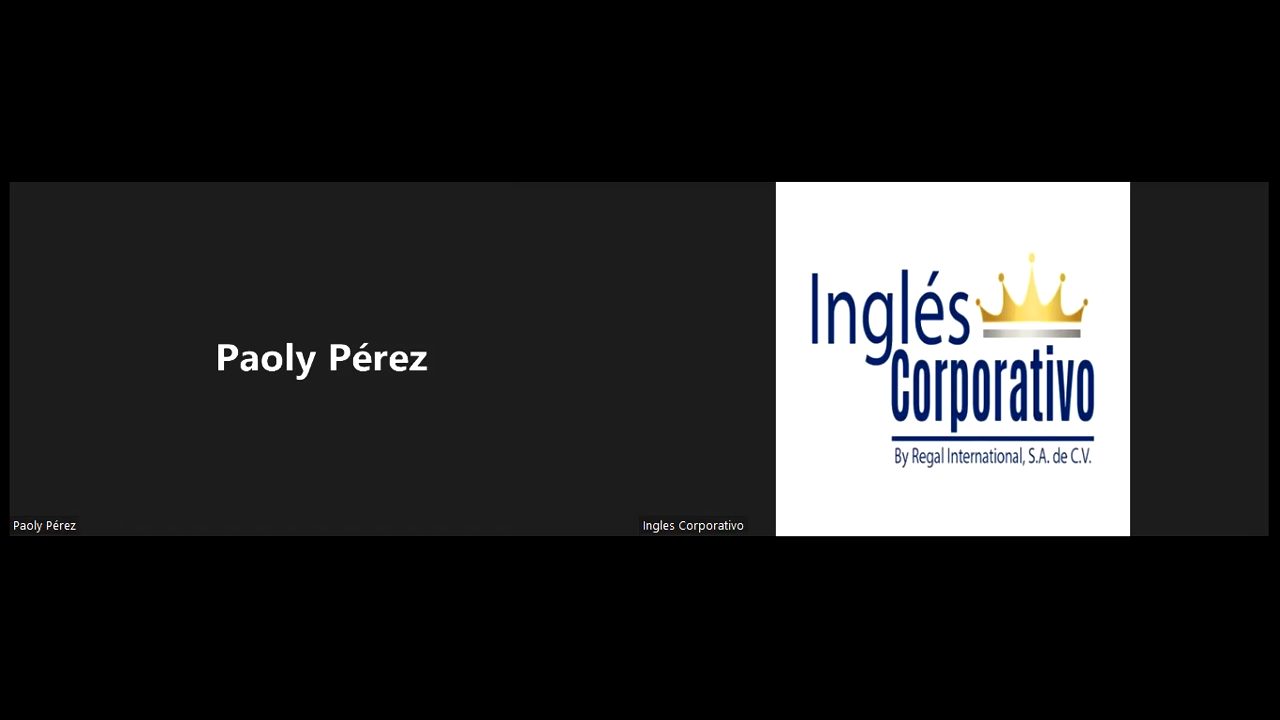 Paoly Pérez
Paoly Pérez
Ingles Corporativo
Inglés
Corporativo
By Regal International, S.A. de C.V.